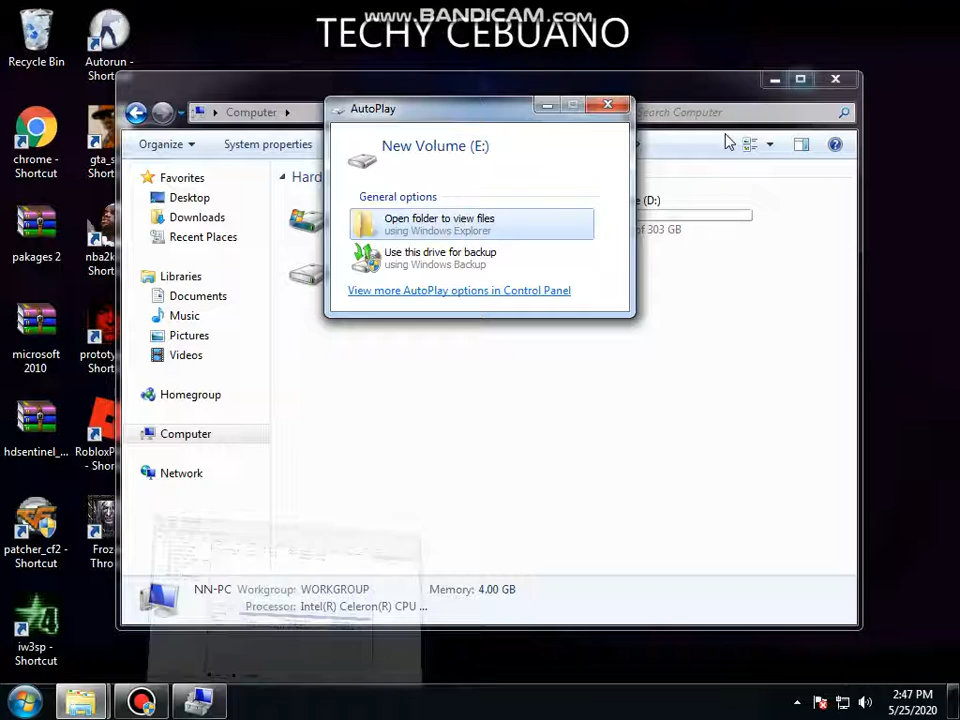 www.BANDICAM.com
TECHY CEBUANO
Recycle Bin
Autorun -
Short
Computer
AutoPlay
Search Computer
Organize
System properties
New Volume (E:)
chrome -
Shortcut
gta_s
Short
Favorites
Hard
Desktop
General options
(D:)
Downloads
Open folder to view files
using Windows Explorer
of 303 GB
Recent Places
Use this drive for backup
using Windows Backup
pakages 2
nba2k
Short
Libraries
Documents
View more AutoPlay options in Control Panel
Music
Pictures
Videos
microsoft
2010
prototy
Short
Homegroup
Computer
hdsentinel_...
RobloxP
- Shor
Network
patcher_cf2 -
Shortcut
Froz
Thro
NN-PC Workgroup: WORKGROUP Memory: 4.00 GB
Processor: Intel(R) Celeron(R) CPU ...
iw3sp -
Shortcut
2:47 PM
5/25/2020